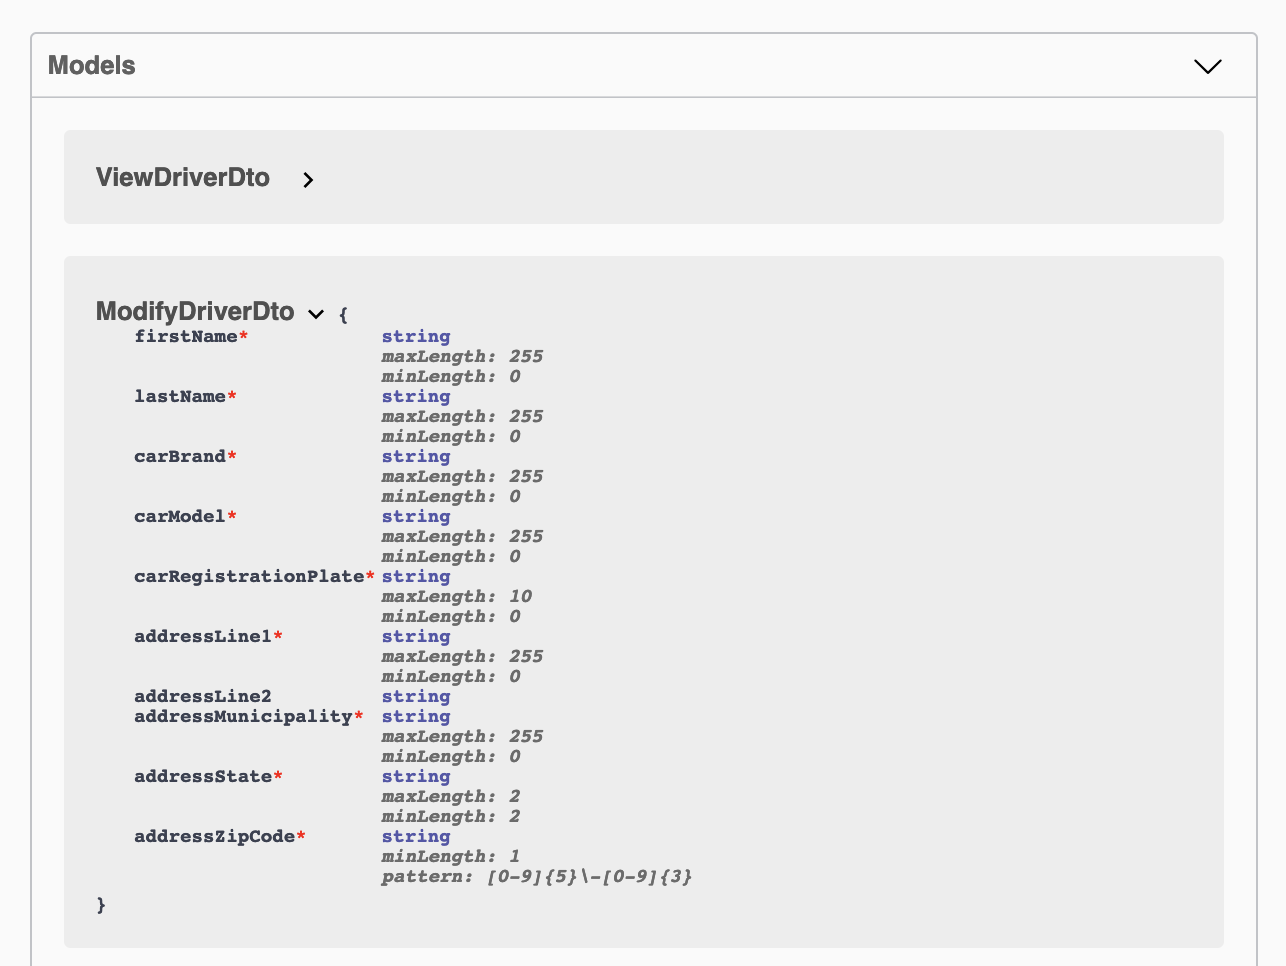 Models
ViewDriverDto
ModifyDriverDto {
firstName* string
maxLength: 255
minLength: 0
lastName* string
maxLength: 255
minLength: 0
carBrand* string
maxLength: 255
minLength: 0
carModel* string
maxLength: 255
minLength: 0
carRegistrationPlate* string
maxLength: 10
minLength: 0
addressLine1* string
maxLength: 255
minLength: 0
addressLine2 string
addressMunicipality* string
maxLength: 255
minLength: 0
addressState* string
maxLength: 2
minLength: 2
addressZipCode* string
minLength: 1
pattern: [0-9]{5}\-[0-9]{3}
}